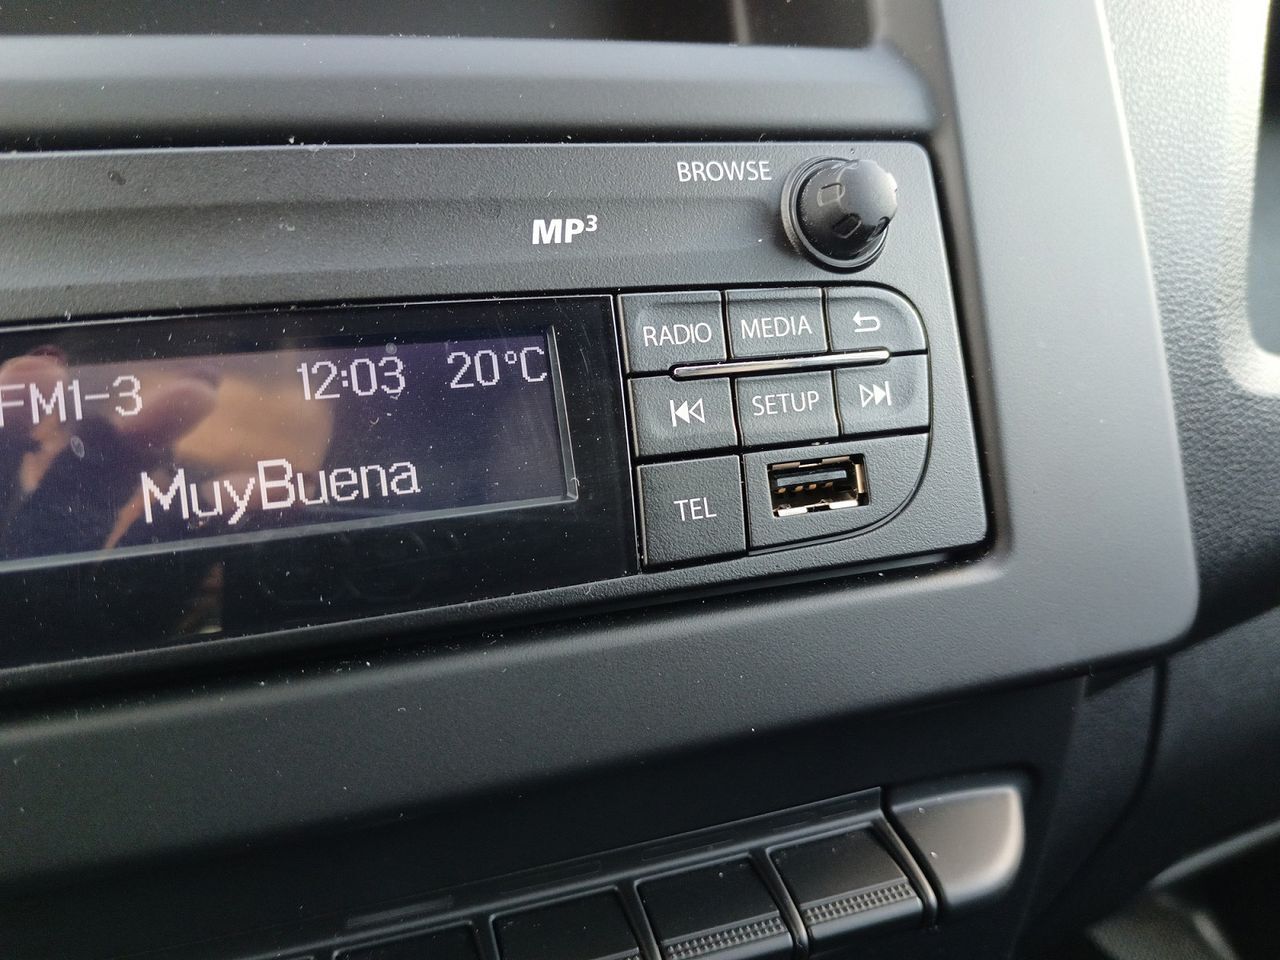 BROWSE
MP³
FM1-3 12:03 20°C
MuyBuena
RADIO MEDIA
SETUP
TEL